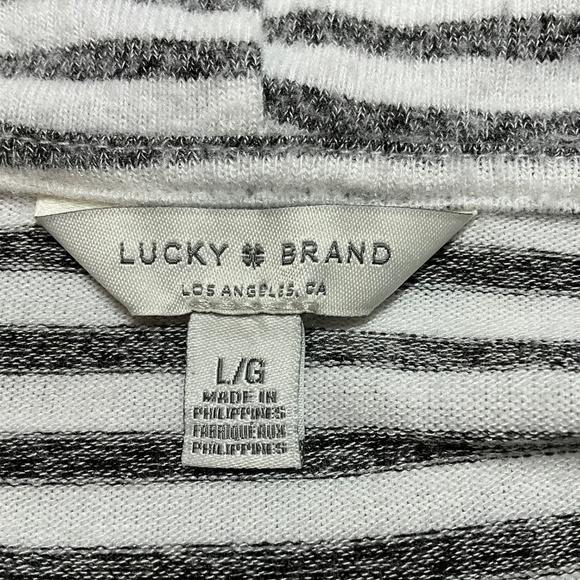 LUCKY BRAND
LOS ANGELES, CA
L/G
MADE IN
PHILIPPINES
FABRIQUÉ AUX
PHILIPPINES